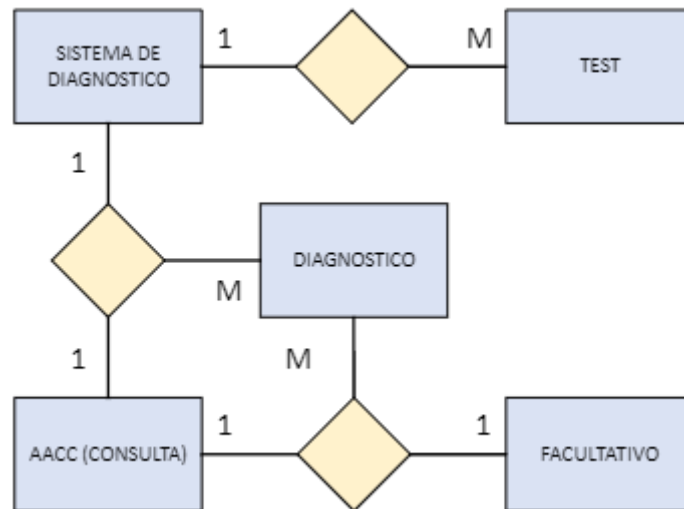 SISTEMA DE
DIAGNOSTICO
1
M
TEST
1
DIAGNOSTICO
M
1
M
AACC (CONSULTA)
1
1
FACULTATIVO